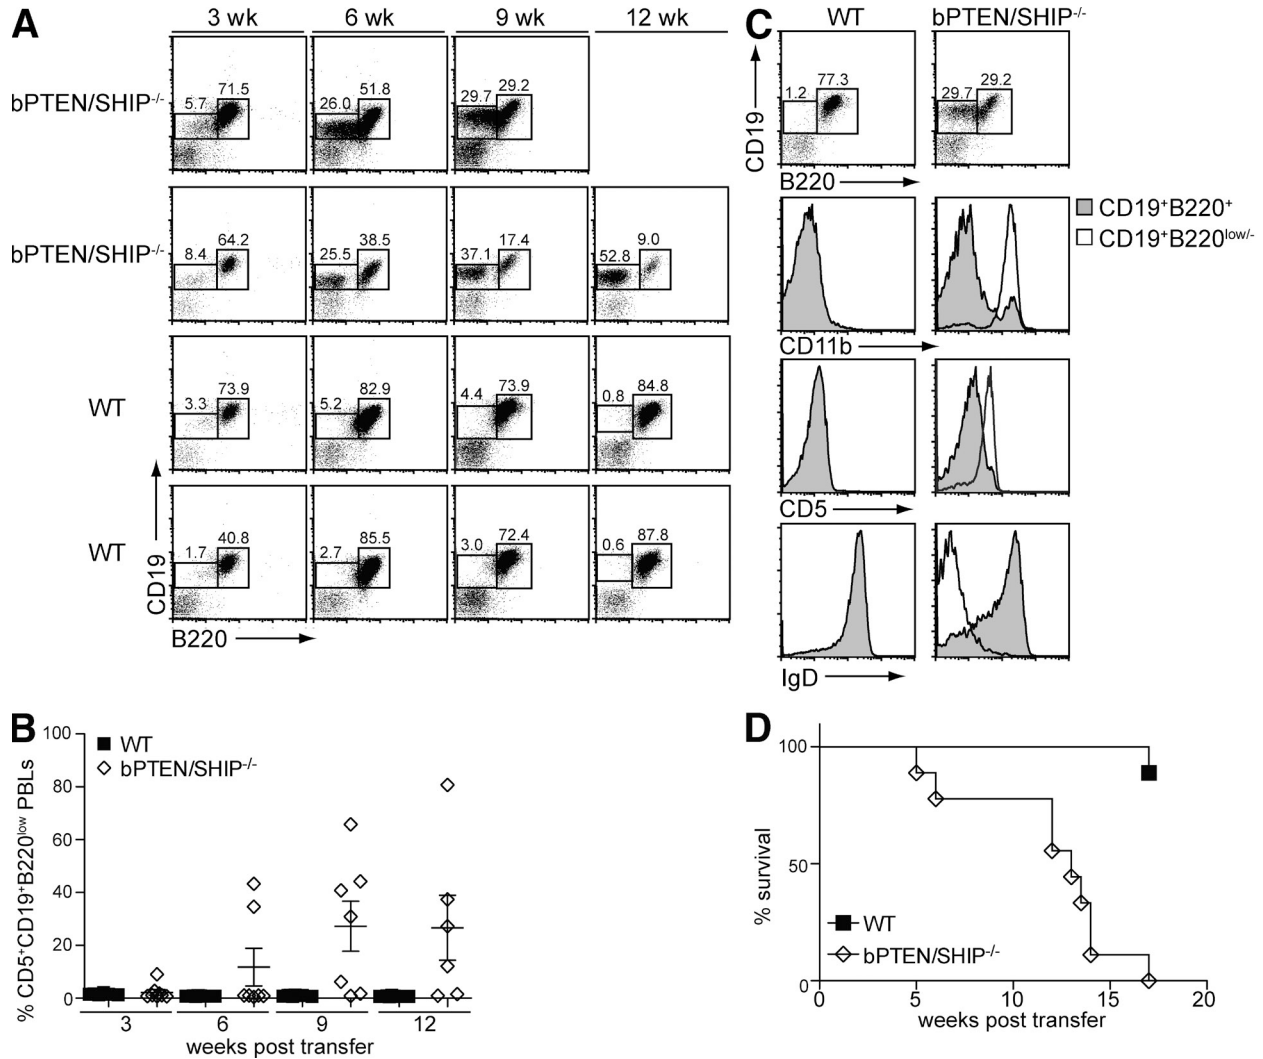 A
3 wk 6 wk 9 wk 12 wk
bPTEN/SHIP-/-
5.7 71.5 26.0 51.8 29.7 29.2
bPTEN/SHIP-/-
8.4 64.2 25.5 38.5 37.1 17.4 52.8 9.0
WT
3.3 73.9 5.2 82.9 4.4 73.9 0.8 84.8
WT
1.7 40.8 2.7 85.5 3.0 72.4 0.6 87.8
CD19
B220
C
WT bPTEN/SHIP-/-
1.2 77.3 29.7 29.2
CD19
B220
CD19+B220+
CD19+B220low/-
CD11b
CD5
IgD
B
% CD5+CD19+B220low PBLs
100
80
60
40
20
0
WT
bPTEN/SHIP-/-
3 6 9 12
weeks post transfer
D
% survival
100
50
0
WT
bPTEN/SHIP-/-
0 5 10 15 20
weeks post transfer